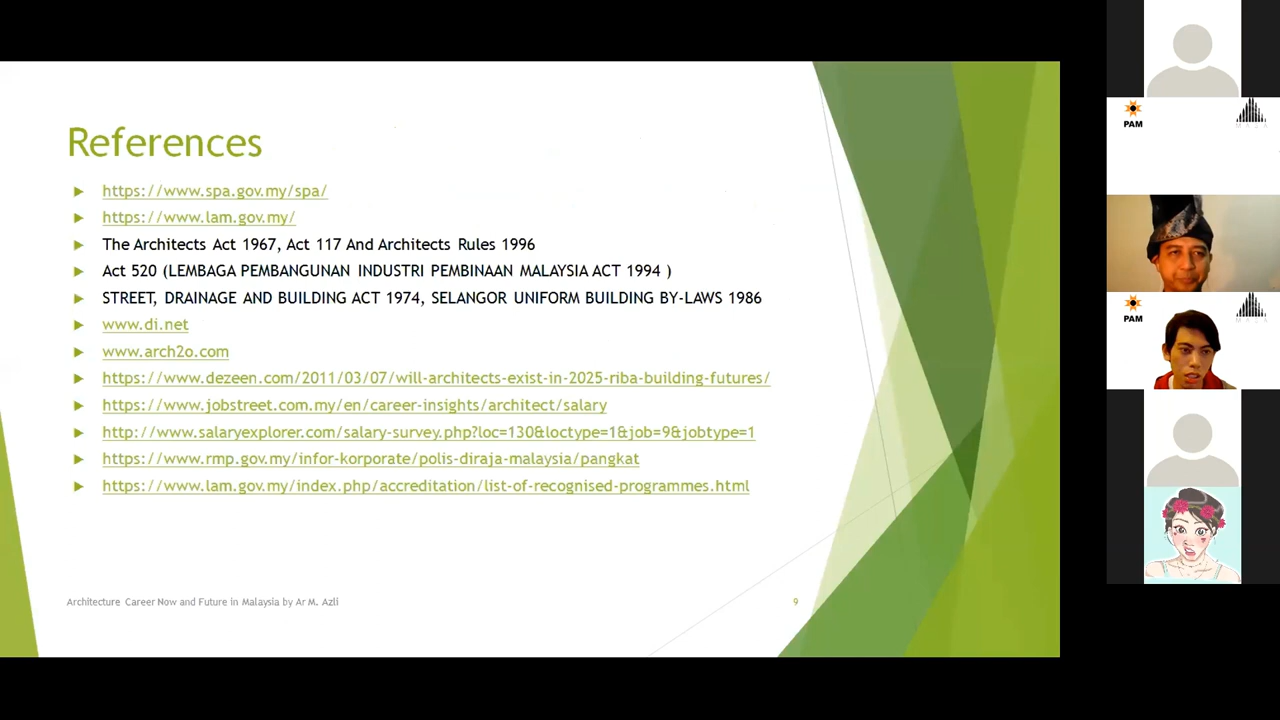 References
https://www.spa.gov.my/spa/
https://www.lam.gov.my/
The Architects Act 1967, Act 117 And Architects Rules 1996
Act 520 (LEMBAGA PEMBANGUNAN INDUSTRI PEMBINAAN MALAYSIA ACT 1994 )
STREET, DRAINAGE AND BUILDING ACT 1974, SELANGOR UNIFORM BUILDING BY-LAWS 1986
www.di.net
www.arch2o.com
https://www.dezeen.com/2011/03/07/will-architects-exist-in-2025-riba-building-futures/
https://www.jobstreet.com.my/en/career-insights/architect/salary
http://www.salaryexplorer.com/salary-survey.php?loc=130&loctype=1&job=9&jobtype=1
https://www.rmp.gov.my/infor-korporate/polis-diraja-malaysia/pangkat
https://www.lam.gov.my/index.php/accreditation/list-of-recognised-programmes.html
Architecture Career Now and Future in Malaysia by Ar M. Azli
9
PAM
PAM